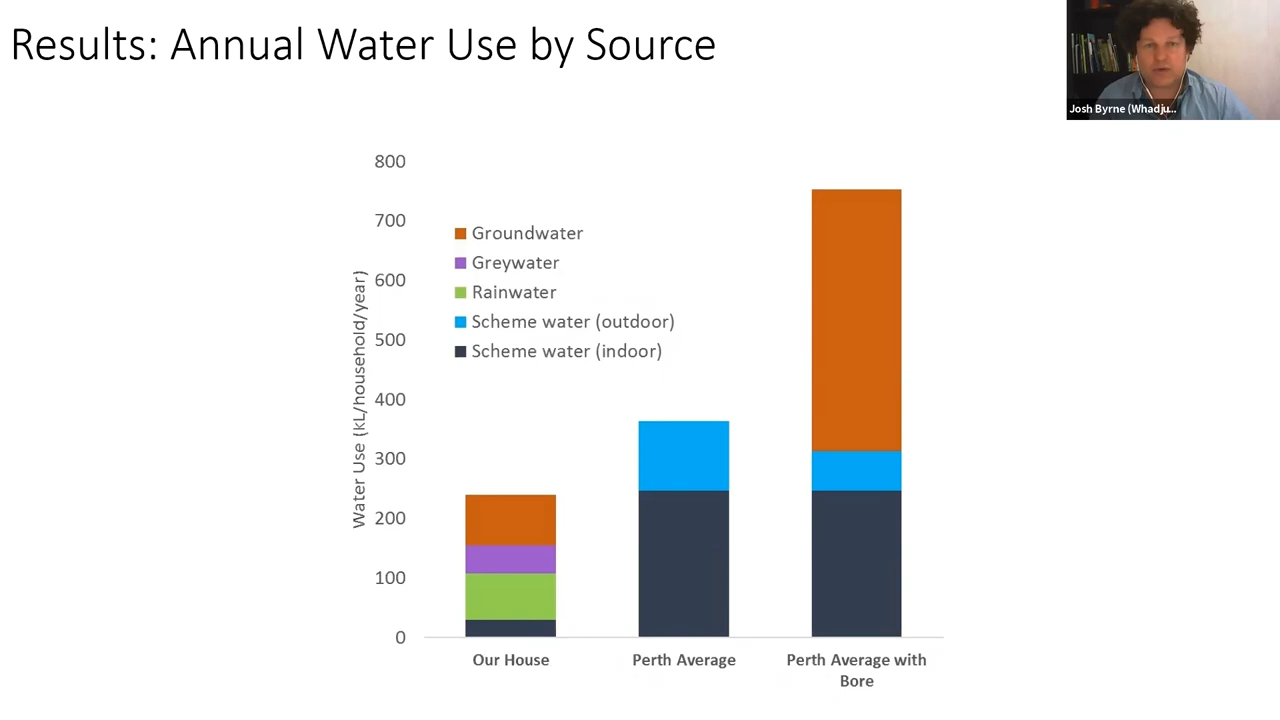 Results: Annual Water Use by Source
Josh Byrne (Whadju...
800
700
600
500
400
300
200
100
0
Water Use (kL/household/year)
Groundwater
Greywater
Rainwater
Scheme water (outdoor)
Scheme water (indoor)
Our House
Perth Average
Perth Average with
Bore